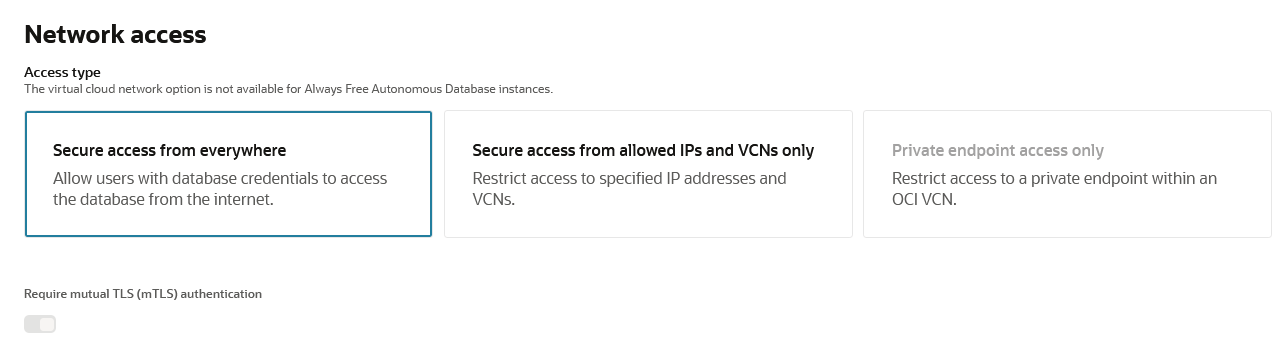 Network access
Access type
The virtual cloud network option is not available for Always Free Autonomous Database instances.
Secure access from everywhere
Allow users with database credentials to access
the database from the internet.
Secure access from allowed IPs and VCNs only
Restrict access to specified IP addresses and
VCNs.
Private endpoint access only
Restrict access to a private endpoint within an
OCI VCN.
Require mutual TLS (mTLS) authentication